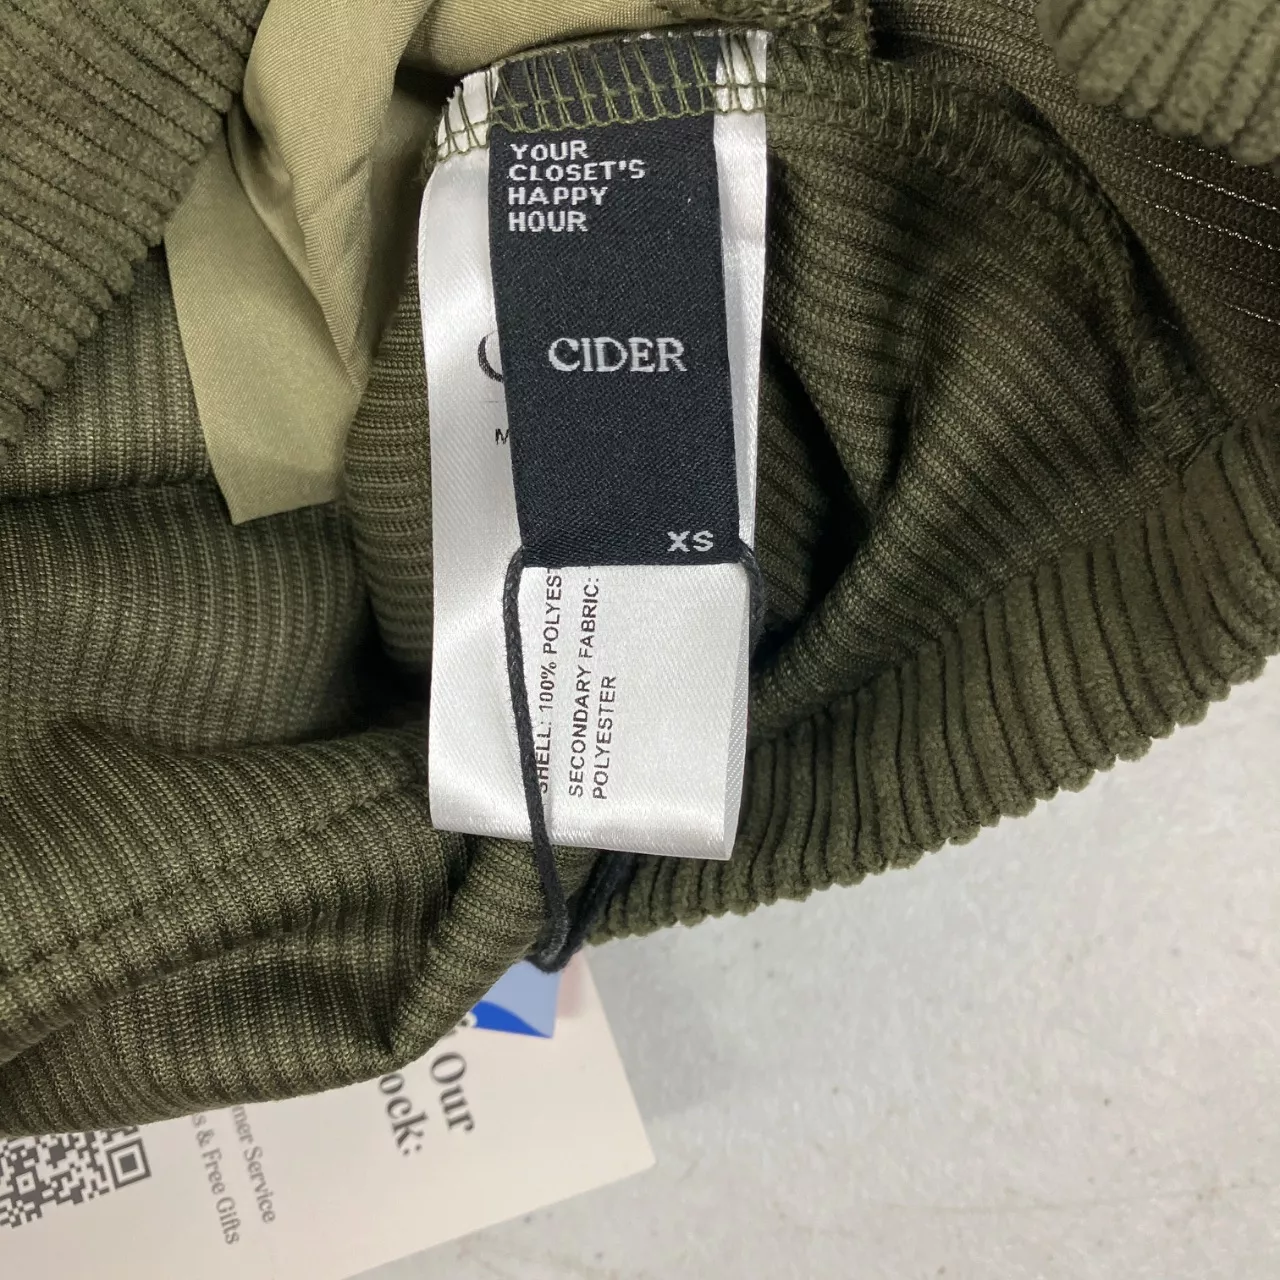 YOUR
CLOSET'S
HAPPY
HOUR
CIDER
XS
SHELL: 100% POLYEST
SECONDARY FABRIC:
POLYESTER
Our
ock:
mer Service
s & Free Gifts